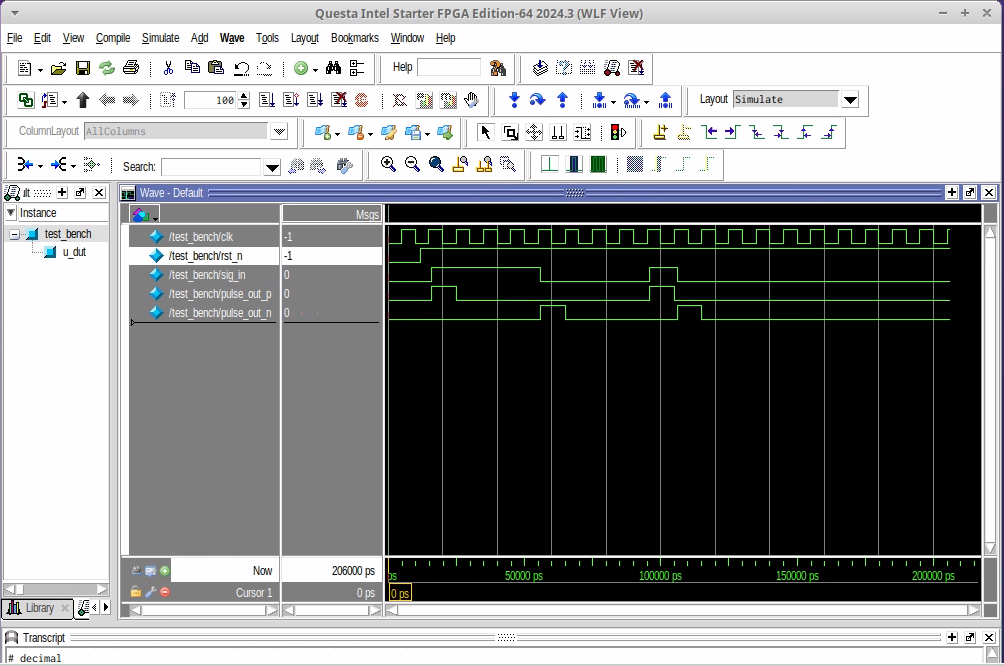 Questa Intel Starter FPGA Edition-64 2024.3 (WLF View)
File Edit View Compile Simulate Add Wave Tools Layout Bookmarks Window Help
Help
100 Layout Simulate
ColumnLayout AllColumns
Search:
Wave - Default
Instance
Msgs
test_bench
u_dut
/test_bench/clk -1
/test_bench/rst_n -1
/test_bench/sig_in 0
/test_bench/pulse_out_p 0
/test_bench/pulse_out_n 0
Now 206000 ps
ps 50000 ps 100000 ps 150000 ps 200000 ps
Cursor 1 0 ps 0 ps
Library
Transcript
# decimal